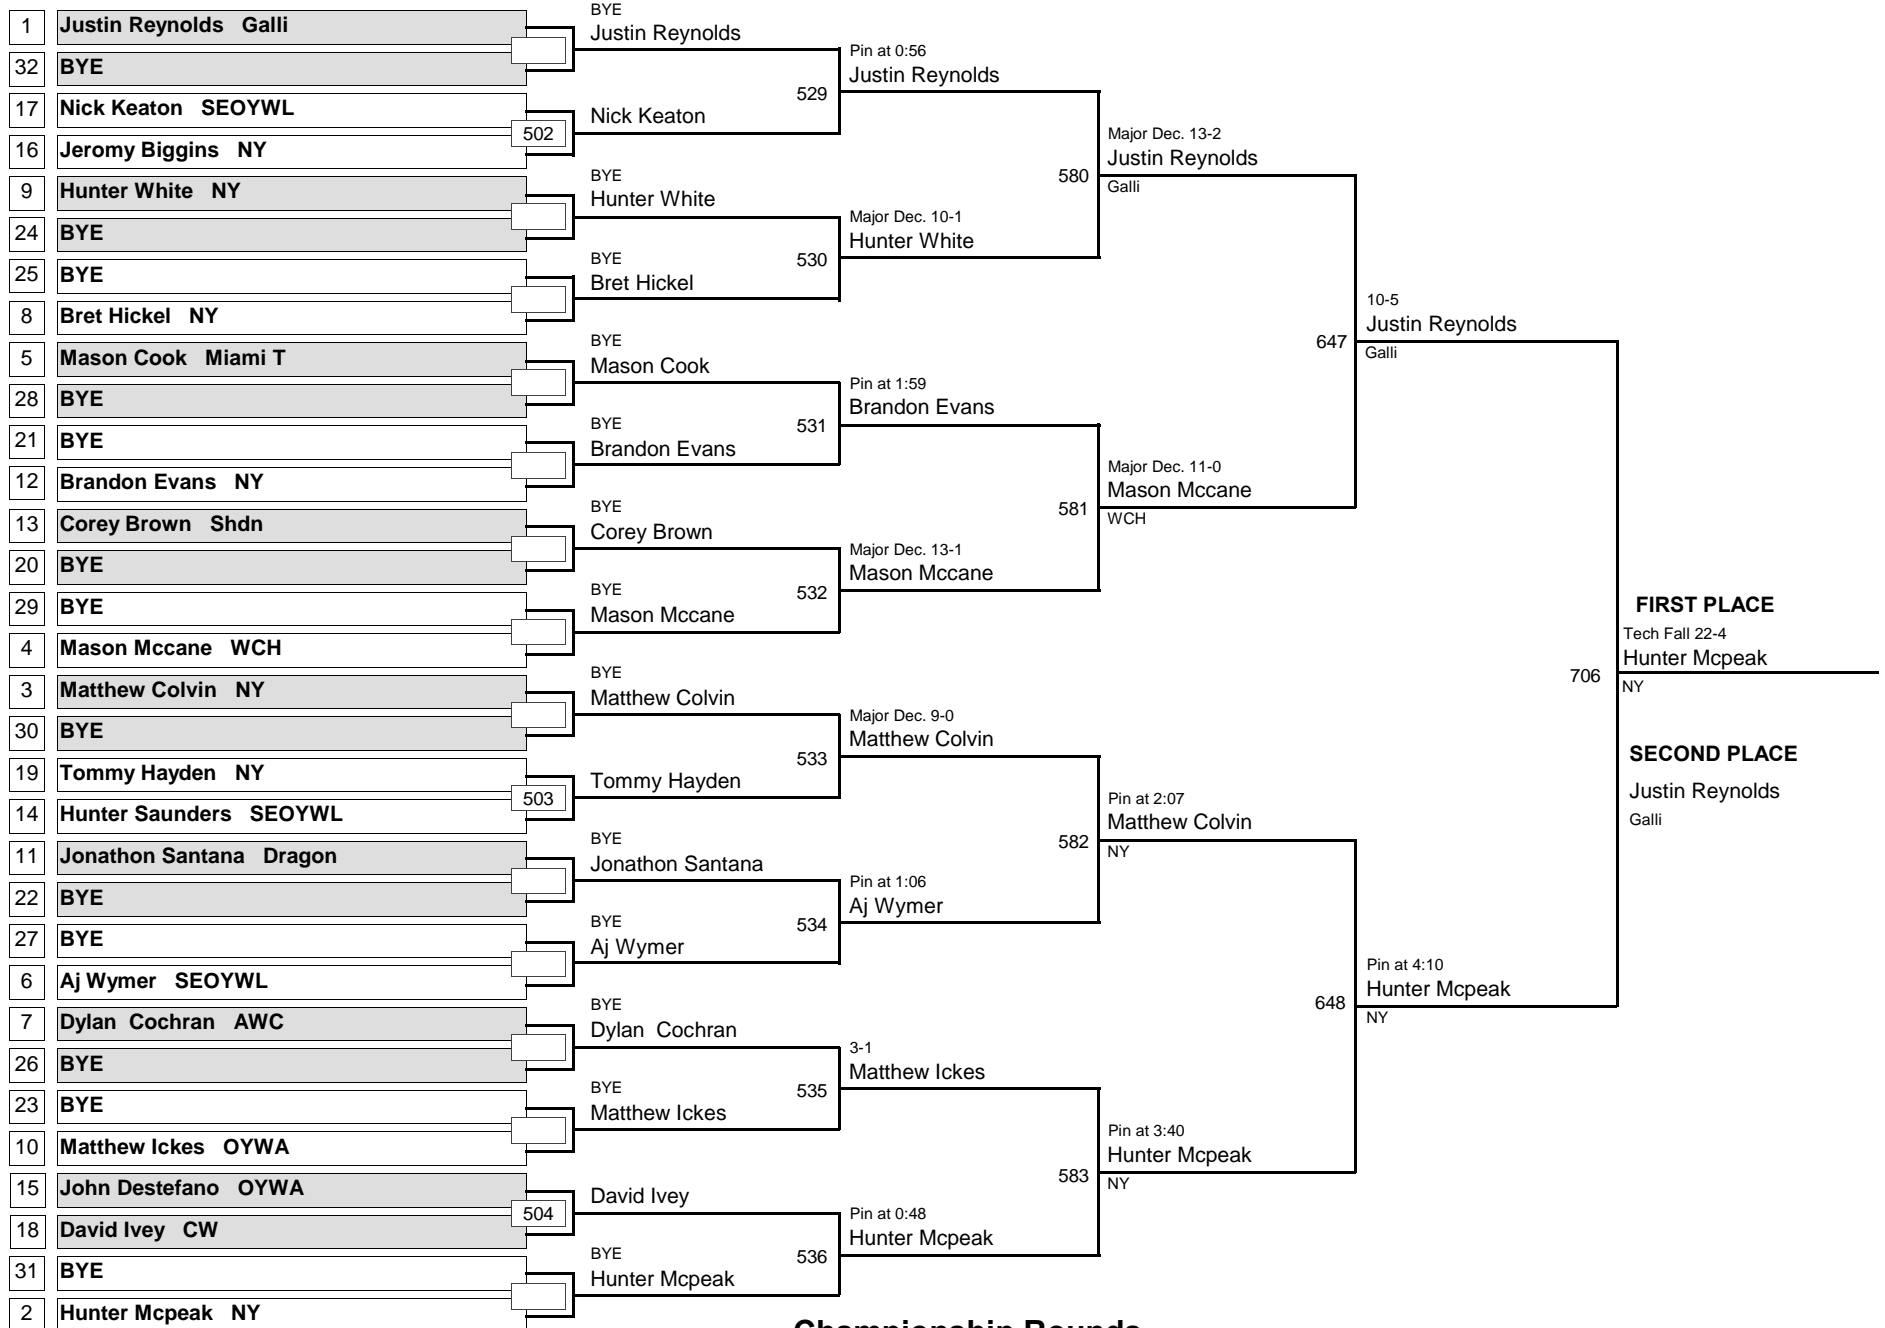 1 Justin Reynolds Galli
32 BYE
17 Nick Keaton SEOYWL
502
16 Jeromy Biggins NY
9 Hunter White NY
24 BYE
25 BYE
8 Bret Hickel NY
5 Mason Cook Miami T
28 BYE
21 BYE
12 Brandon Evans NY
13 Corey Brown Shdn
20 BYE
29 BYE
4 Mason Mccane WCH
3 Matthew Colvin NY
30 BYE
19 Tommy Hayden NY
503
14 Hunter Saunders SEOYWL
11 Jonathon Santana Dragon
22 BYE
27 BYE
6 Aj Wymer SEOYWL
7 Dylan Cochran AWC
26 BYE
23 BYE
10 Matthew Ickes OYWA
15 John Destefano OYWA
504
18 David Ivey CW
31 BYE
2 Hunter Mcpeak NY
BYE
Justin Reynolds
529
Nick Keaton
BYE
Hunter White
530
BYE
Bret Hickel
BYE
Mason Cook
531
BYE
Brandon Evans
BYE
Corey Brown
532
BYE
Mason Mccane
BYE
Matthew Colvin
533
Tommy Hayden
BYE
Jonathon Santana
534
BYE
Aj Wymer
BYE
Dylan Cochran
535
BYE
Matthew Ickes
David Ivey
536
BYE
Hunter Mcpeak
Pin at 0:56
Justin Reynolds
580
Major Dec. 10-1
Hunter White
Pin at 1:59
Brandon Evans
581
Major Dec. 13-1
Mason Mccane
Major Dec. 9-0
Matthew Colvin
582
Pin at 1:06
Aj Wymer
3-1
Matthew Ickes
583
Pin at 0:48
Hunter Mcpeak
Major Dec. 13-2
Justin Reynolds
Galli
647
Major Dec. 11-0
Mason Mccane
WCH
Pin at 2:07
Matthew Colvin
NY
648
Pin at 3:40
Hunter Mcpeak
NY
10-5
Justin Reynolds
Galli
706
Pin at 4:10
Hunter Mcpeak
NY
FIRST PLACE
Tech Fall 22-4
Hunter Mcpeak
NY
SECOND PLACE
Justin Reynolds
Galli
Championship Rounds